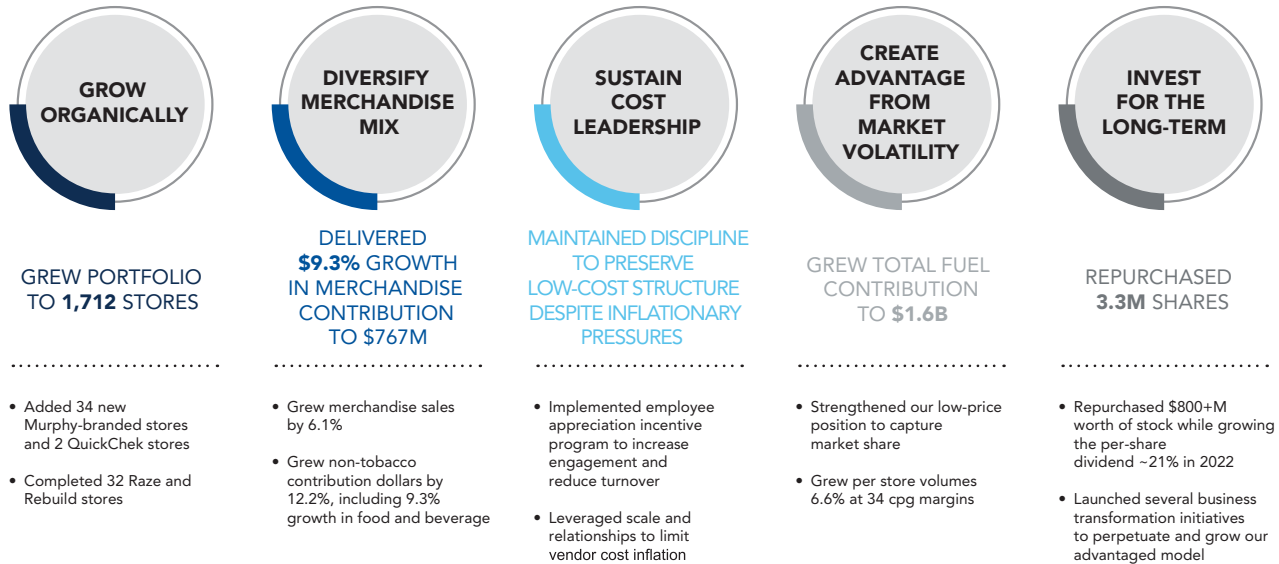 GROW
ORGANICALLY
GREW PORTFOLIO
TO 1,712 STORES
• Added 34 new
Murphy-branded stores
and 2 QuickChek stores
• Completed 32 Raze and
Rebuild stores
DIVERSIFY
MERCHANDISE
MIX
DELIVERED
$9.3% GROWTH
IN MERCHANDISE
CONTRIBUTION
TO $767M
• Grew merchandise sales
by 6.1%
• Grew non-tobacco
contribution dollars by
12.2%, including 9.3%
growth in food and beverage
SUSTAIN
COST
LEADERSHIP
MAINTAINED DISCIPLINE
TO PRESERVE
LOW-COST STRUCTURE
DESPITE INFLATIONARY
PRESSURES
• Implemented employee
appreciation incentive
program to increase
engagement and
reduce turnover
• Leveraged scale and
relationships to limit
vendor cost inflation
CREATE
ADVANTAGE
FROM
MARKET
VOLATILITY
GREW TOTAL FUEL
CONTRIBUTION
TO $1.6B
• Strengthened our low-price
position to capture
market share
• Grew per store volumes
6.6% at 34 cpg margins
INVEST
FOR THE
LONG-TERM
REPURCHASED
3.3M SHARES
• Repurchased $800+M
worth of stock while growing
the per-share
dividend ~21% in 2022
• Launched several business
transformation initiatives
to perpetuate and grow our
advantaged model